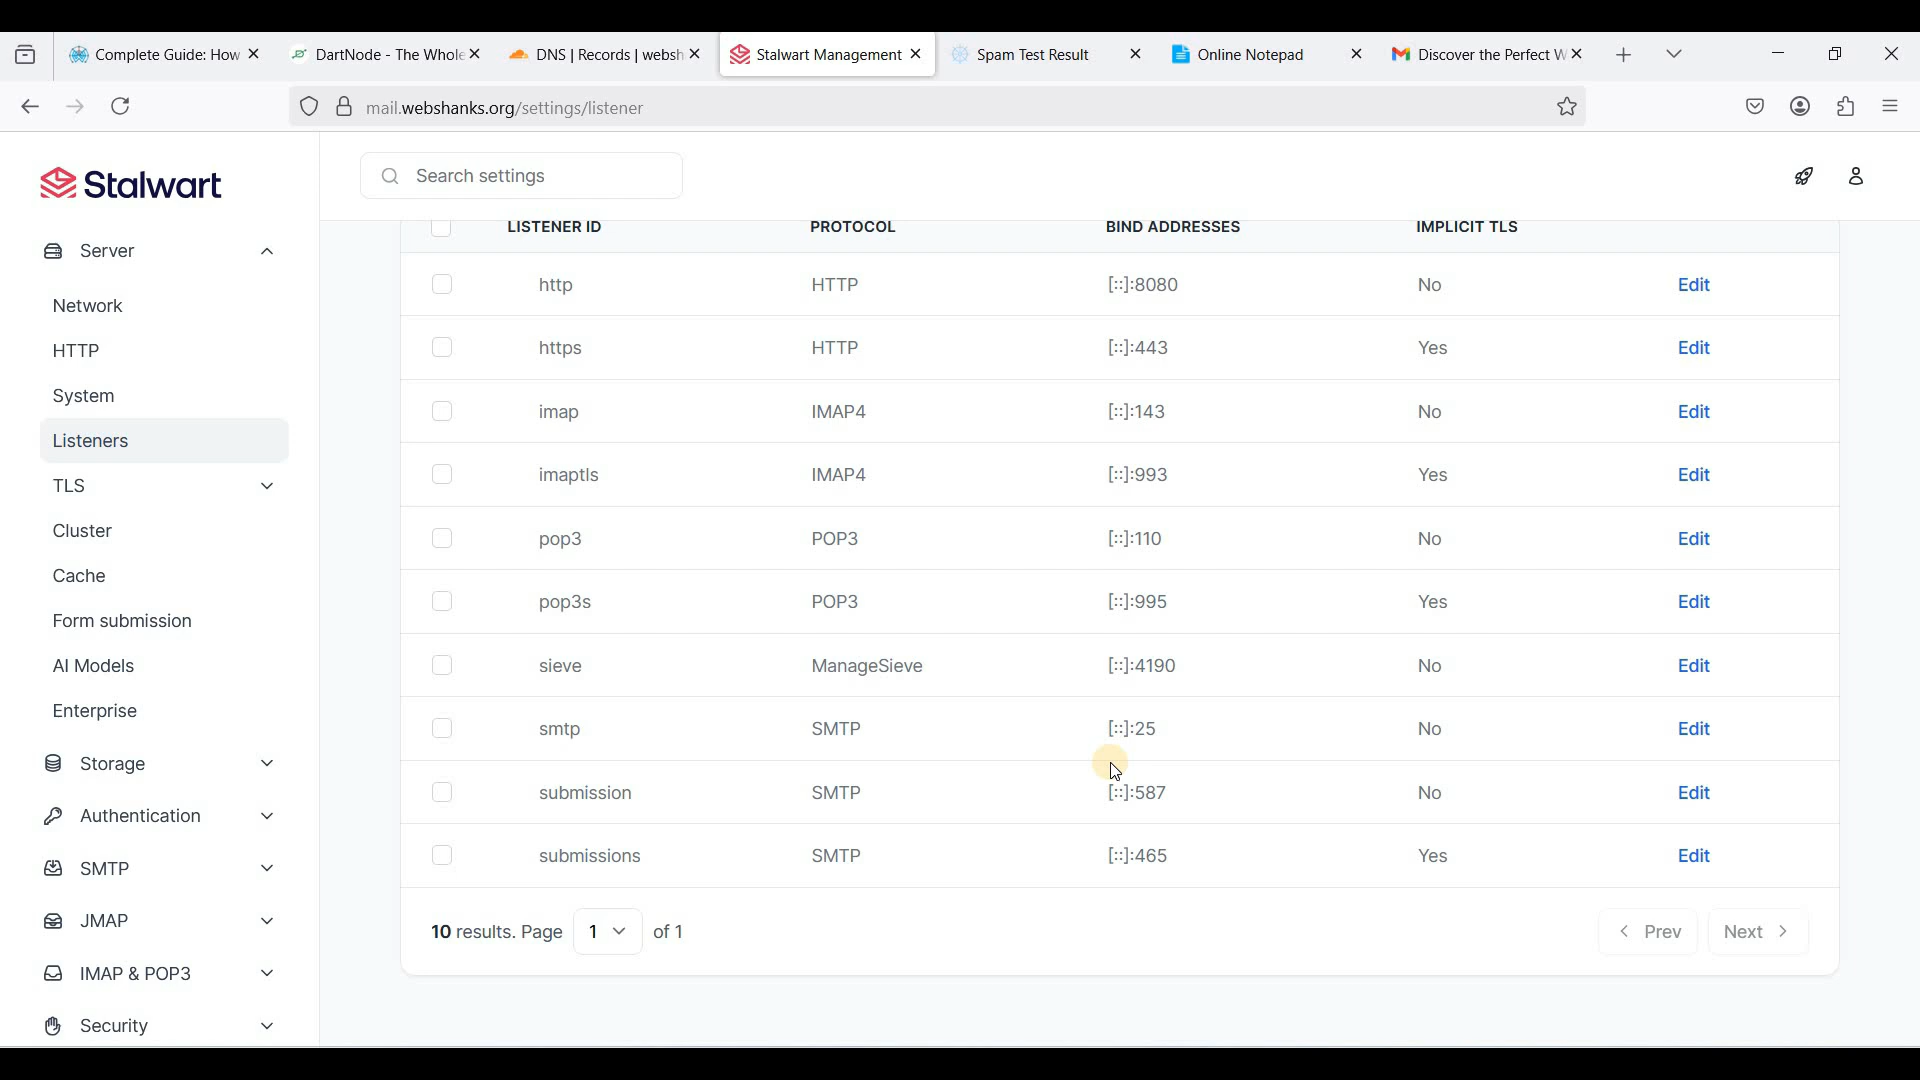 Complete Guide: How
DartNode - The Whole
DNS | Records | websh
Stalwart Management
Spam Test Result
Online Notepad
Discover the Perfect W
mail.webshanks.org/settings/listener
Stalwart
Search settings
Server
Network
HTTP
System
Listeners
TLS
Cluster
Cache
Form submission
AI Models
Enterprise
Storage
Authentication
SMTP
JMAP
IMAP & POP3
Security
LISTENER ID PROTOCOL BIND ADDRESSES IMPLICIT TLS
http HTTP [::]:8080 No Edit
https HTTP [::]:443 Yes Edit
imap IMAP4 [::]:143 No Edit
imaptls IMAP4 [::]:993 Yes Edit
pop3 POP3 [::]:110 No Edit
pop3s POP3 [::]:995 Yes Edit
sieve ManageSieve [::]:4190 No Edit
smtp SMTP [::]:25 No Edit
submission SMTP [::]:587 No Edit
submissions SMTP [::]:465 Yes Edit
10 results. Page 1 of 1 Prev Next